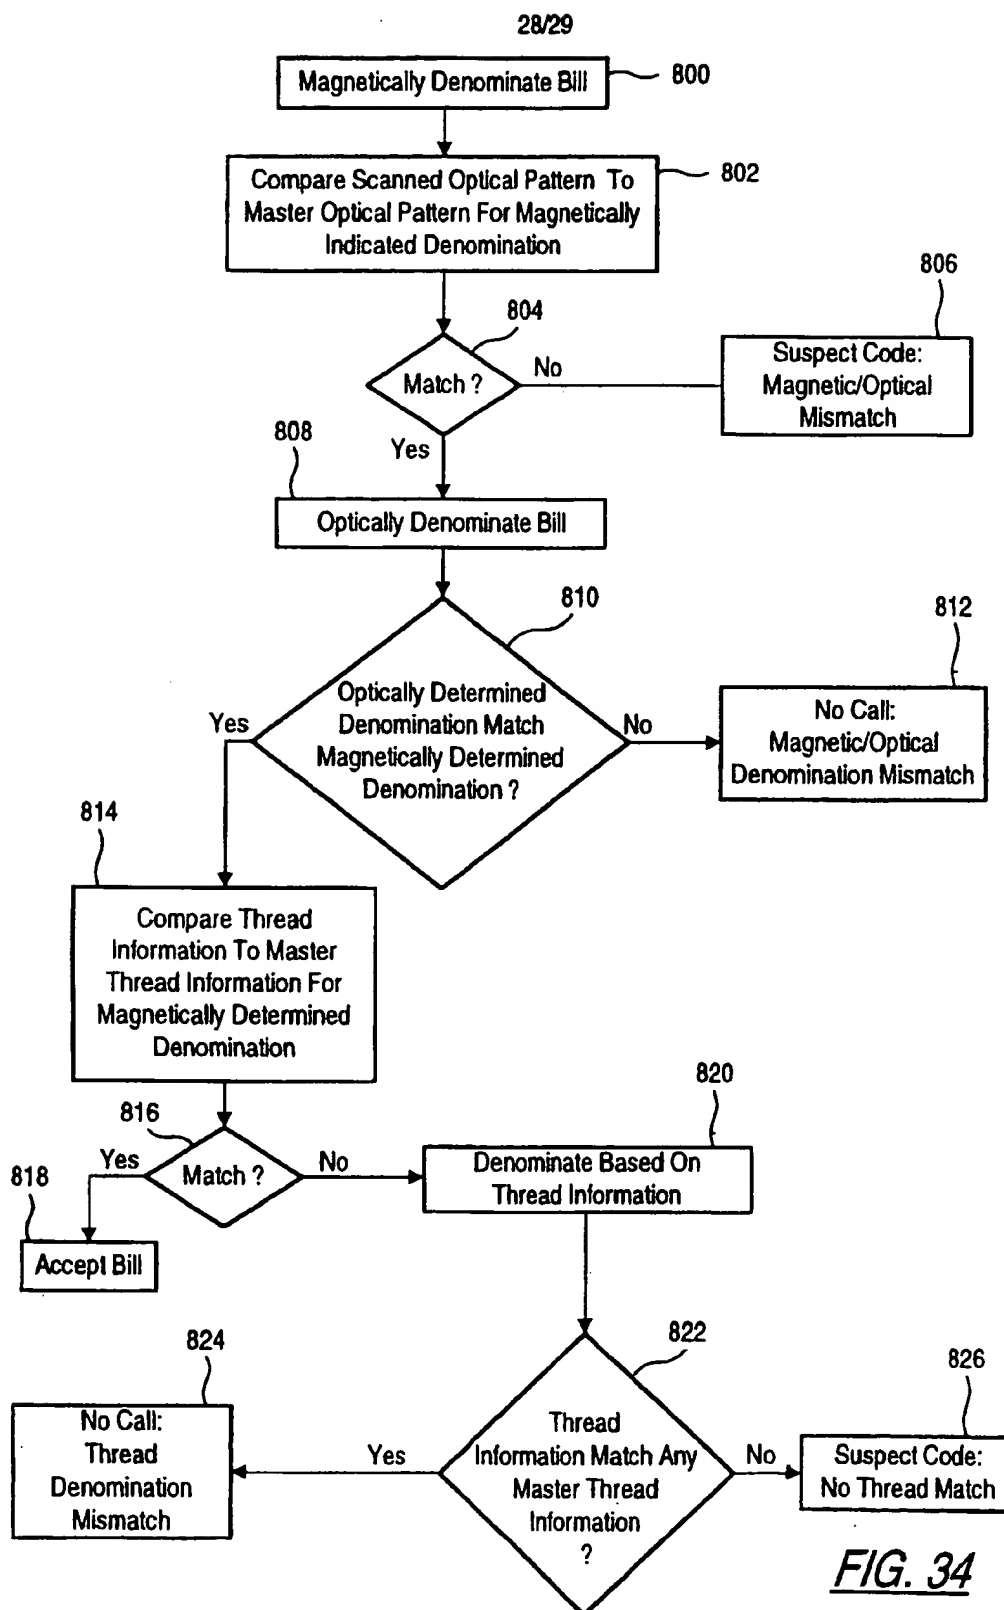 28/29
Magnetically Denominate Bill
800
Compare Scanned Optical Pattern To
Master Optical Pattern For Magnetically
Indicated Denomination
802
804
Match ?
No
806
Suspect Code:
Magnetic/Optical
Mismatch
Yes
808
Optically Denominate Bill
810
Optically Determined
Denomination Match
Magnetically Determined
Denomination ?
Yes
No
812
No Call:
Magnetic/Optical
Denomination Mismatch
814
Compare Thread
Information To Master
Thread Information For
Magnetically Determined
Denomination
816
Match ?
Yes
No
818
Accept Bill
820
Denominate Based On
Thread Information
822
Thread
Information Match Any
Master Thread
Information
?
Yes
No
824
No Call:
Thread
Denomination
Mismatch
826
Suspect Code:
No Thread Match
FIG. 34